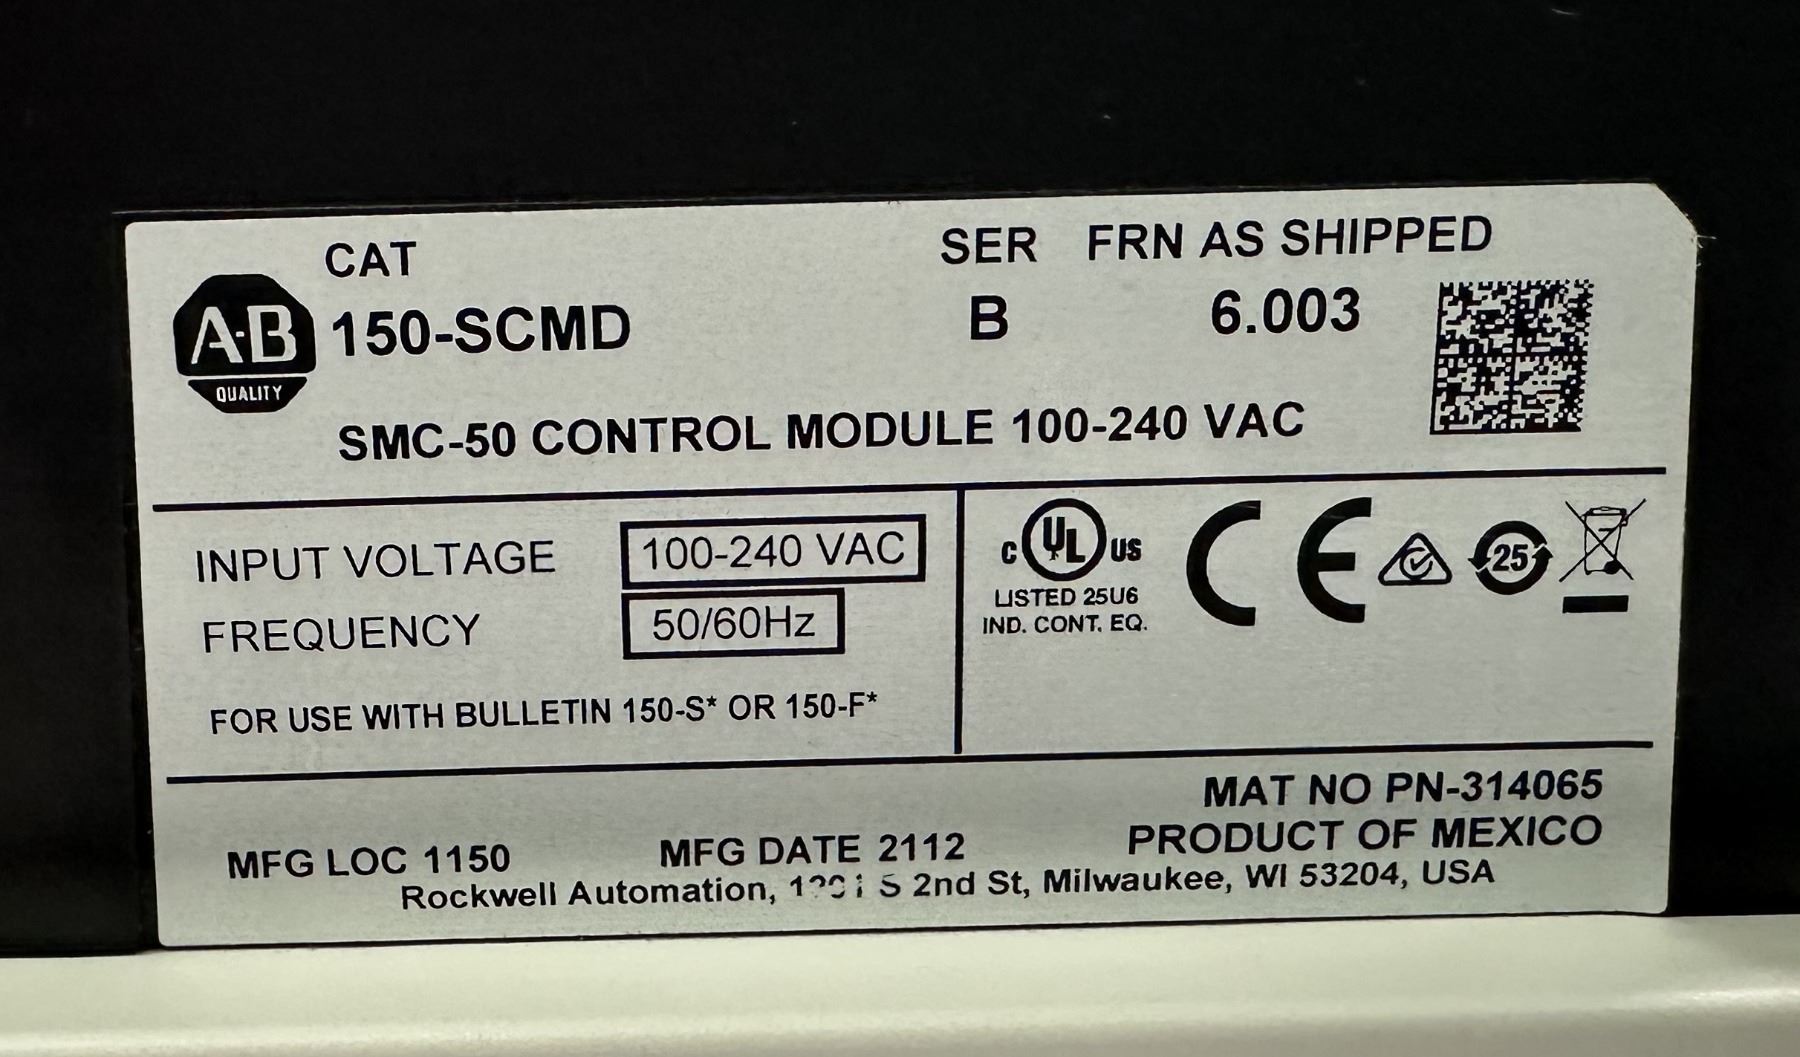 CAT SER FRN AS SHIPPED
A·B QUALITY
150-SCMD B 6.003
SMC-50 CONTROL MODULE 100-240 VAC
INPUT VOLTAGE 100-240 VAC
FREQUENCY 50/60Hz
FOR USE WITH BULLETIN 150-S* OR 150-F*
C UL US
LISTED 25U6
IND. CONT. EQ.
CE
25
MAT NO PN-314065
MFG LOC 1150 MFG DATE 2112 PRODUCT OF MEXICO
Rockwell Automation, S 2nd St, Milwaukee, WI 53204, USA